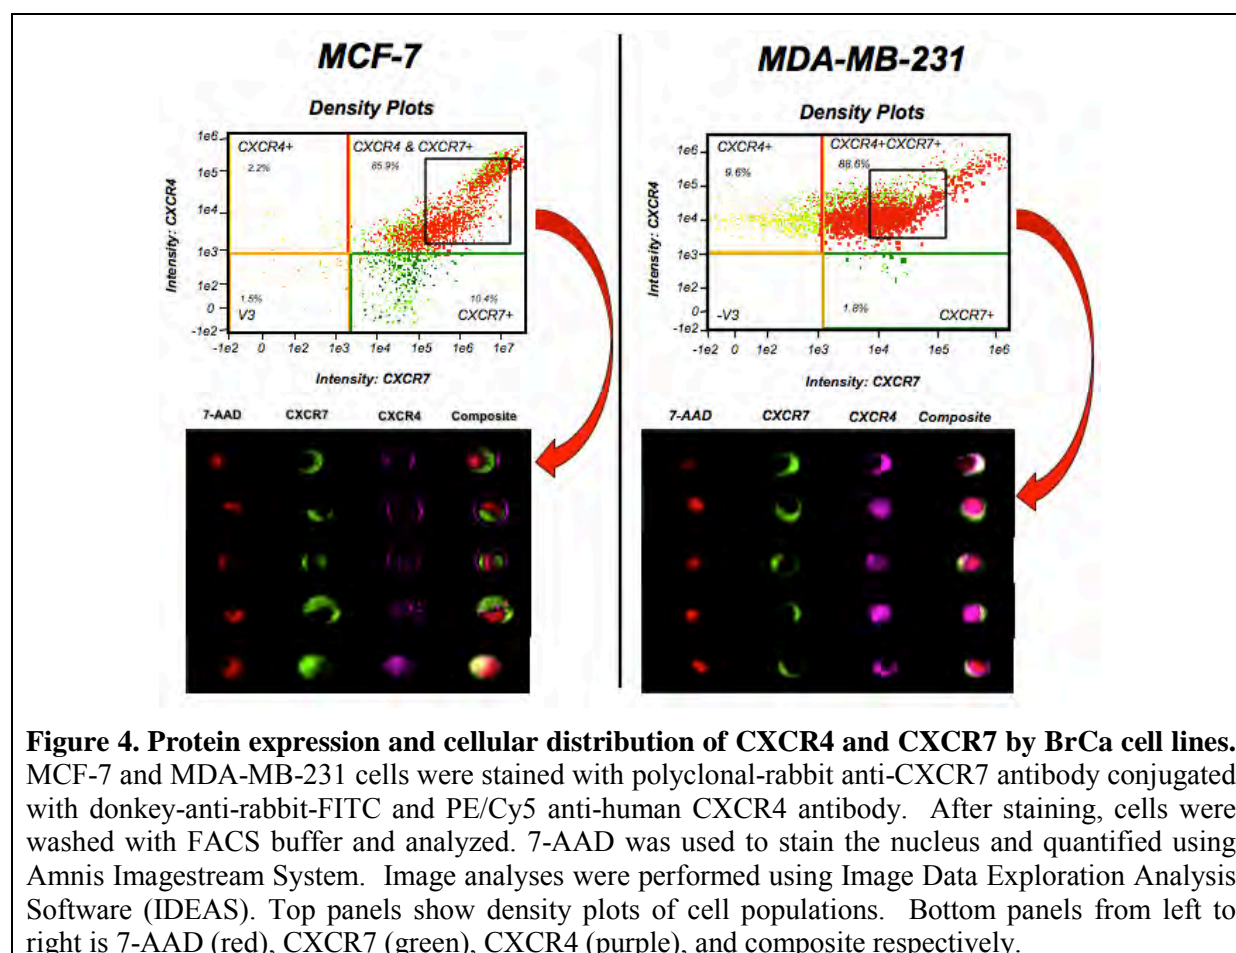 MCF-7
Density Plots
1e6
1e5
1e4
1e3
1e2
0
-1e2
Intensity: CXCR4
CXCR4+
2.2%
CXCR4 & CXCR7+
85.9%
1.5%
V3
10.4%
CXCR7+
-1e2 0 1e2 1e3 1e4 1e5 1e6 1e7
Intensity: CXCR7
7-AAD CXCR7 CXCR4 Composite
MDA-MB-231
Density Plots
1e6
1e5
1e4
1e3
1e2
0
-1e2
Intensity: CXCR4
CXCR4+
9.6%
CXCR4+CXCR7+
88.6%
-V3
1.8%
CXCR7+
-1e2 0 1e2 1e3 1e4 1e5 1e6
Intensity: CXCR7
7-AAD CXCR7 CXCR4 Composite
Figure 4. Protein expression and cellular distribution of CXCR4 and CXCR7 by BrCa cell lines.
MCF-7 and MDA-MB-231 cells were stained with polyclonal-rabbit anti-CXCR7 antibody conjugated
with donkey-anti-rabbit-FITC and PE/Cy5 anti-human CXCR4 antibody. After staining, cells were
washed with FACS buffer and analyzed. 7-AAD was used to stain the nucleus and quantified using
Amnis Imagestream System. Image analyses were performed using Image Data Exploration Analysis
Software (IDEAS). Top panels show density plots of cell populations. Bottom panels from left to
right is 7-AAD (red), CXCR7 (green), CXCR4 (purple), and composite respectively.